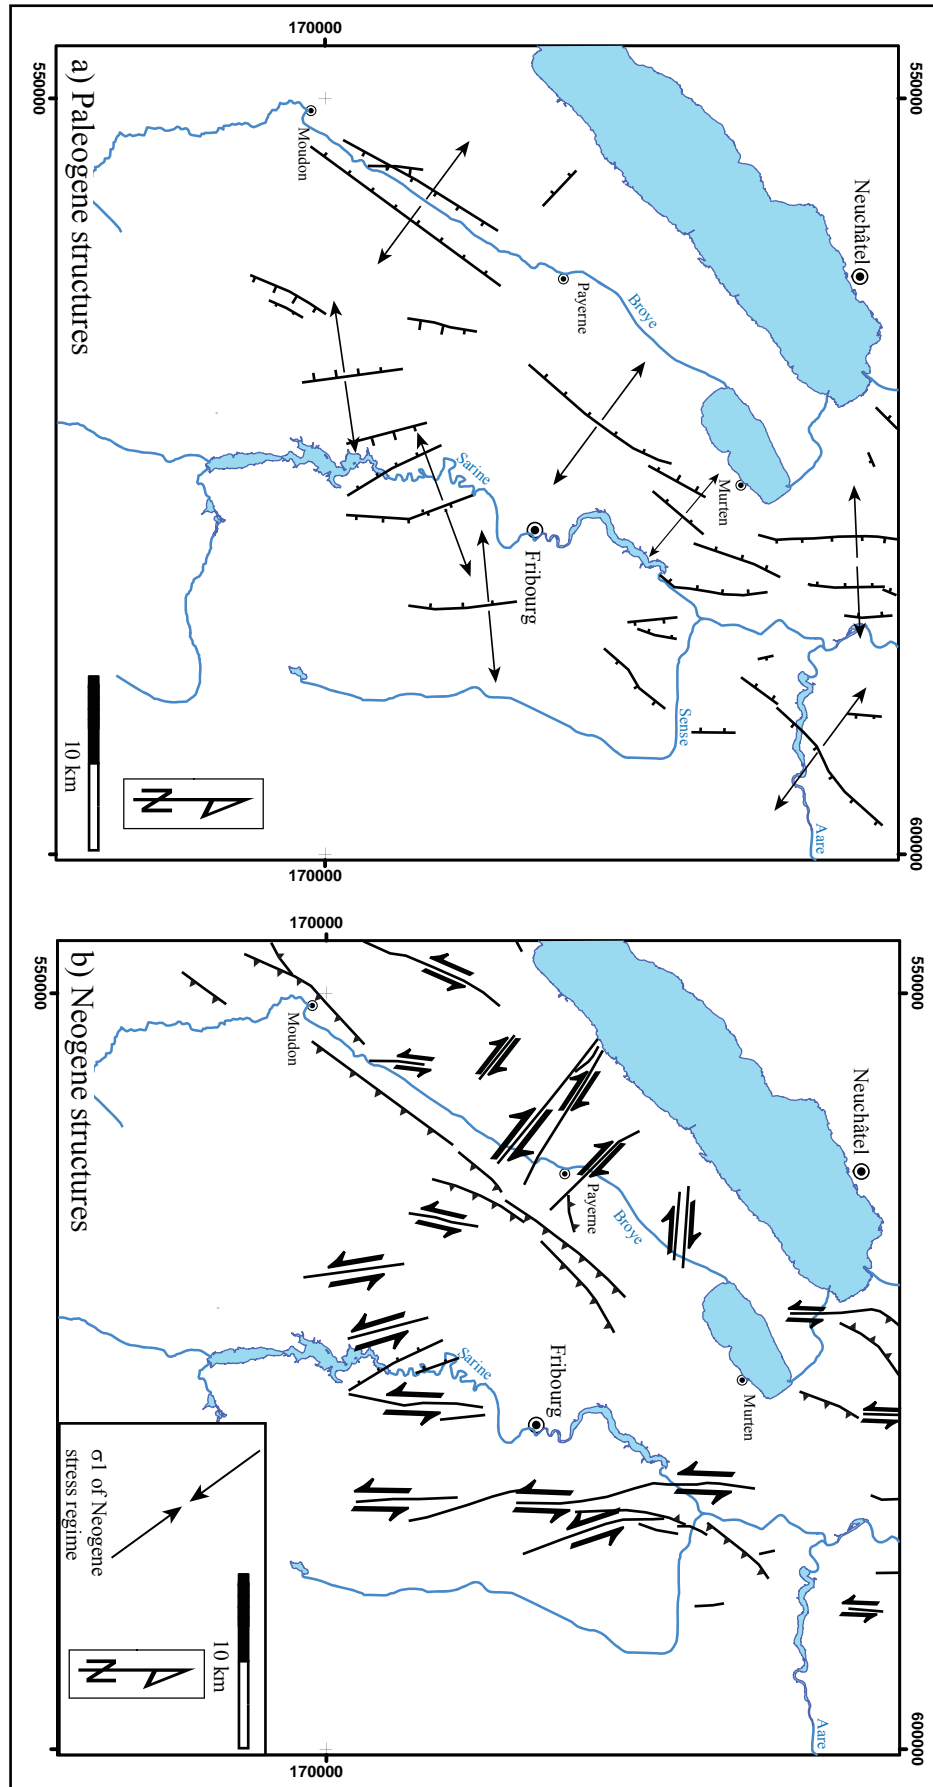 170000
550000
550000
Neuchâtel
Moudon
Payerne
Broye
Murten
Sarine
Fribourg
Sense
Aare
a) Paleogene structures
10 km
N
600000
170000
170000
550000
550000
Neuchâtel
Moudon
Payerne
Broye
Murten
Sarine
Fribourg
Aare
b) Neogene structures
σ1 of Neogene
stress regime
10 km
N
600000
170000